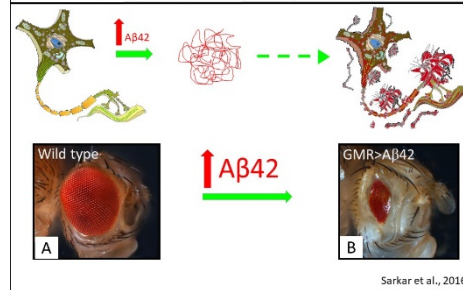 Aβ42
Wild type
Aβ42
GMR>Aβ42
A
B
Sarkar et al., 2016